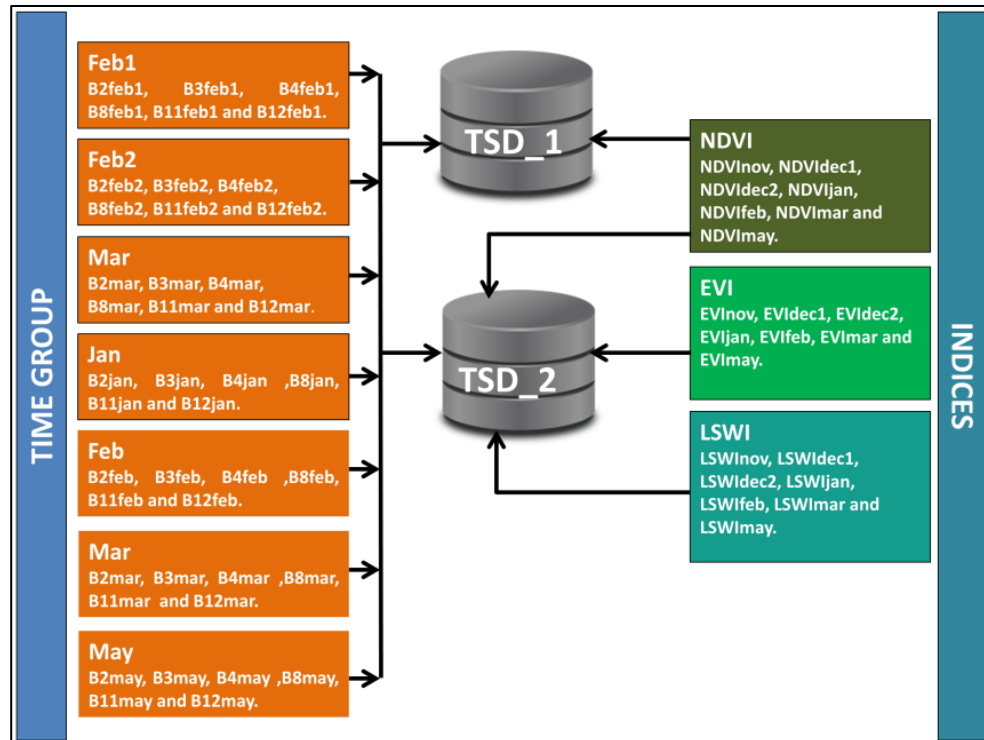 TIME GROUP
Feb1
B2feb1, B3feb1, B4feb1,
B8feb1, B11feb1 and B12feb1.
Feb2
B2feb2, B3feb2, B4feb2,
B8feb2, B11feb2 and B12feb2.
Mar
B2mar, B3mar, B4mar,
B8mar, B11mar and B12mar.
Jan
B2jan, B3jan, B4jan ,B8jan,
B11jan and B12jan.
Feb
B2feb, B3feb, B4feb ,B8feb,
B11feb and B12feb.
Mar
B2mar, B3mar, B4mar ,B8mar,
B11mar and B12mar.
May
B2may, B3may, B4may ,B8may,
B11may and B12may.
TSD_1
TSD_2
NDVI
NDVInov, NDVIdec1,
NDVIdec2, NDVIjan,
NDVIfeb, NDVImar and
NDVImay.
EVI
EVInov, EVIdec1, EVIdec2,
EVIjan, EVIfeb, EVImar and
EVImay.
LSWI
LSWInov, LSWIdec1,
LSWIdec2, LSWIjan,
LSWIfeb, LSWImar and
LSWImay.
INDICES